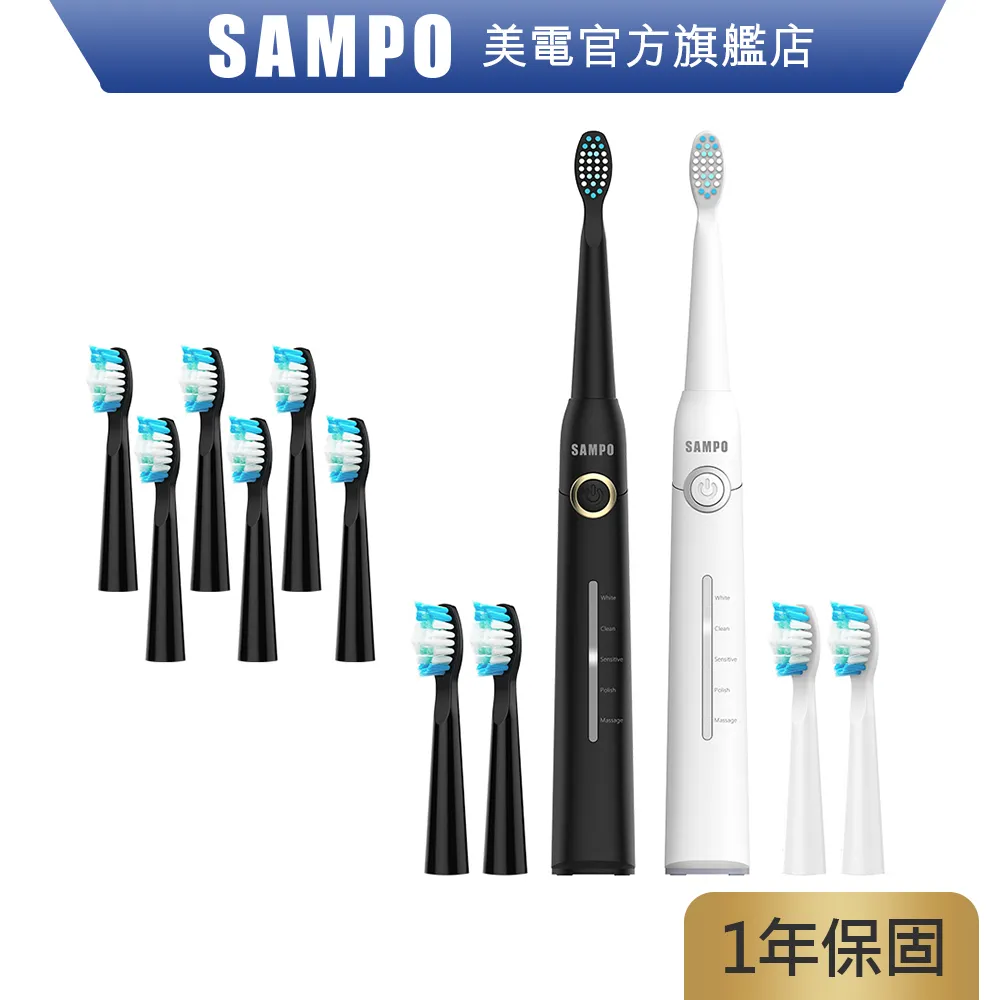 SAMPO 美電官方旗艦店
SAMPO
SAMPO
White
Clean
Sensitive
Polish
Massage
White
Clean
Sensitive
Polish
Massage
1年保固